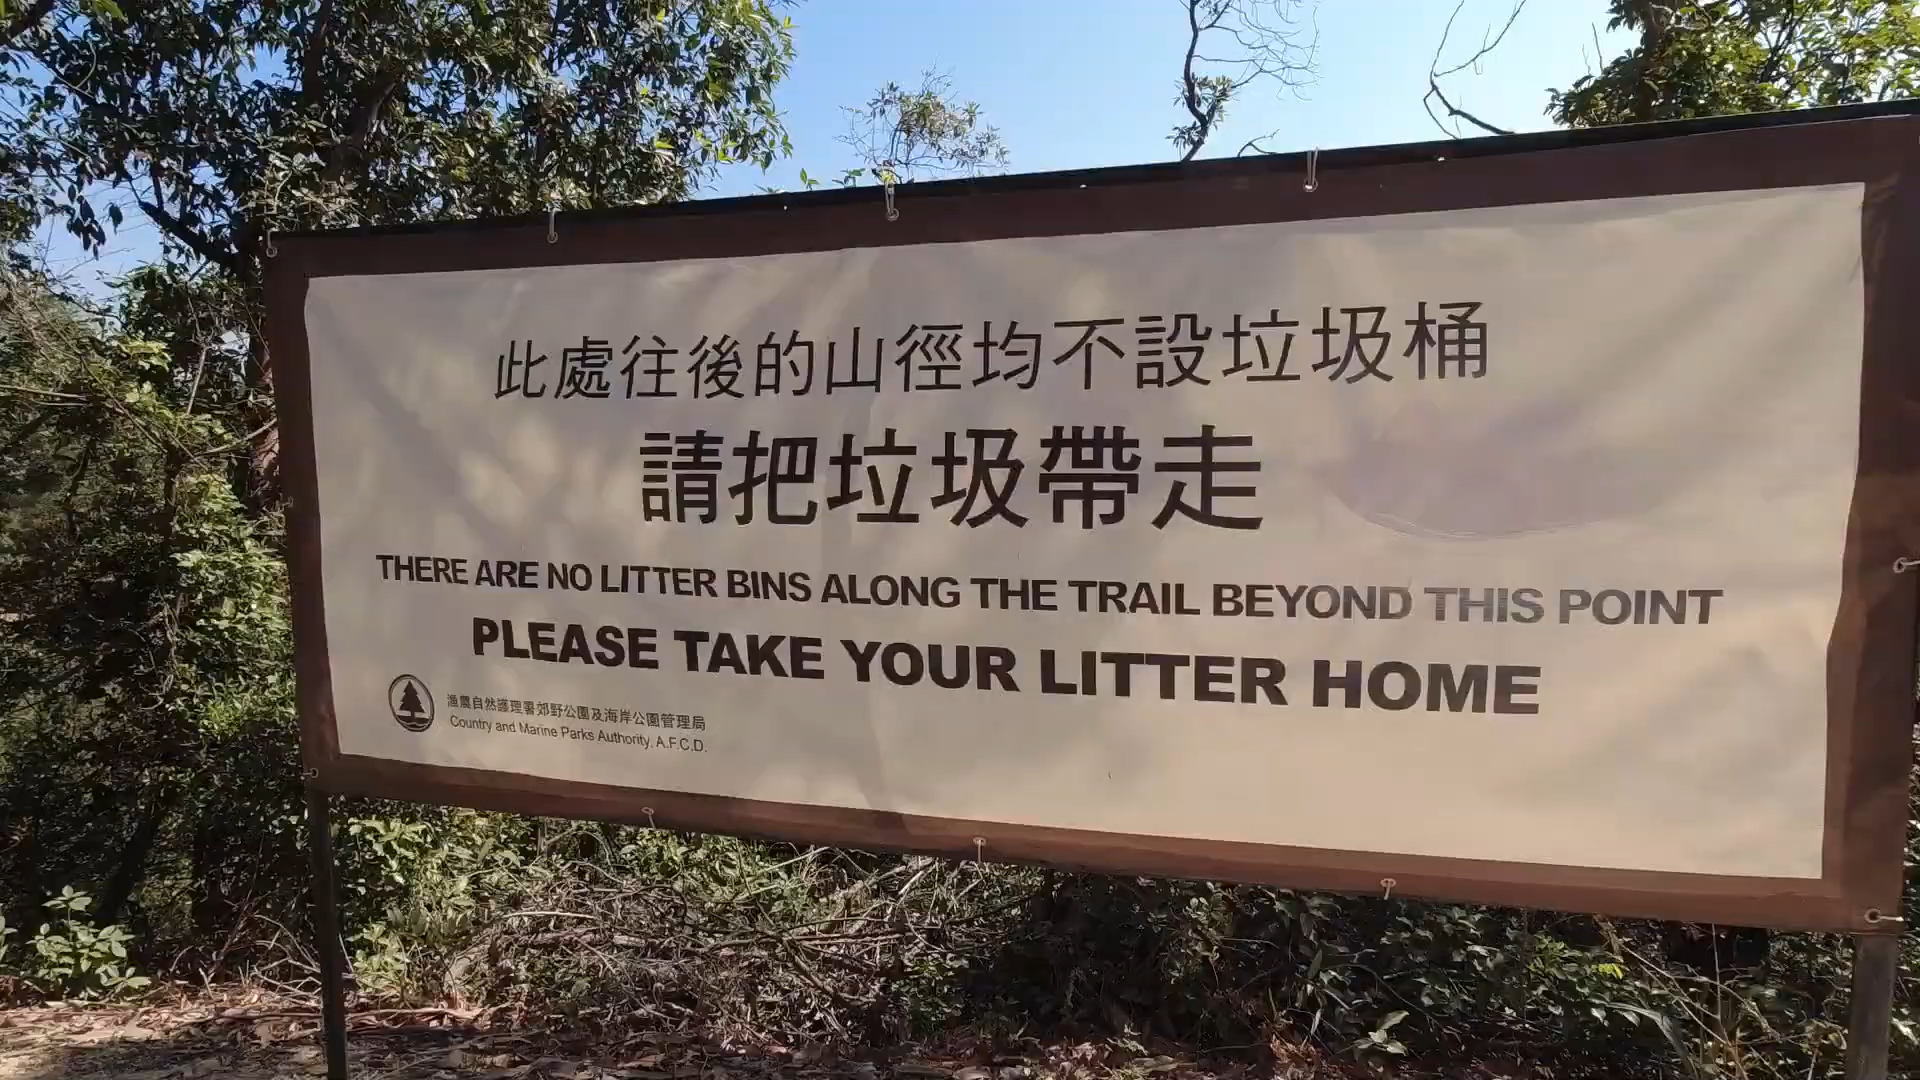 此處往後的山徑均不設垃圾桶
請把垃圾帶走
THERE ARE NO LITTER BINS ALONG THE TRAIL BEYOND THIS POINT
PLEASE TAKE YOUR LITTER HOME
漁農自然護理署郊野公園及海岸公園管理局
Country and Marine Parks Authority, A.F.C.D.